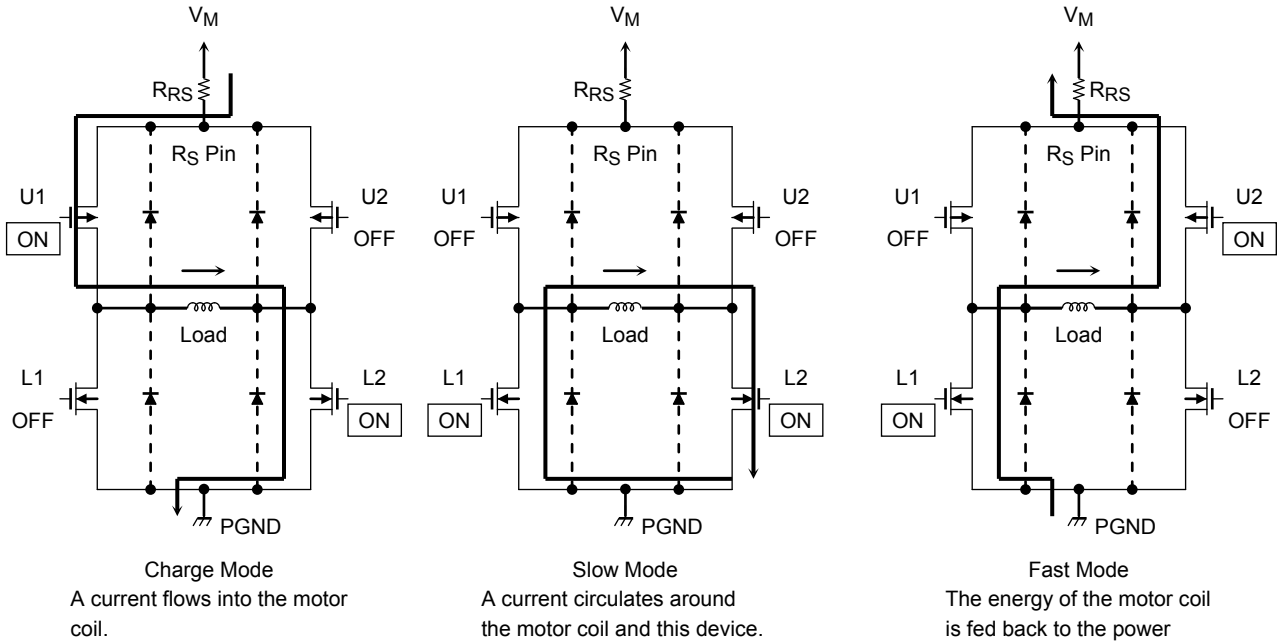 VM
RRS
RS Pin
U1
ON
U2
OFF
Load
L1
OFF
L2
ON
PGND
Charge Mode
A current flows into the motor
coil.
VM
RRS
RS Pin
U1
OFF
U2
OFF
Load
L1
ON
L2
ON
PGND
Slow Mode
A current circulates around
the motor coil and this device.
VM
RRS
RS Pin
U1
OFF
U2
ON
Load
L1
ON
L2
OFF
PGND
Fast Mode
The energy of the motor coil
is fed back to the power